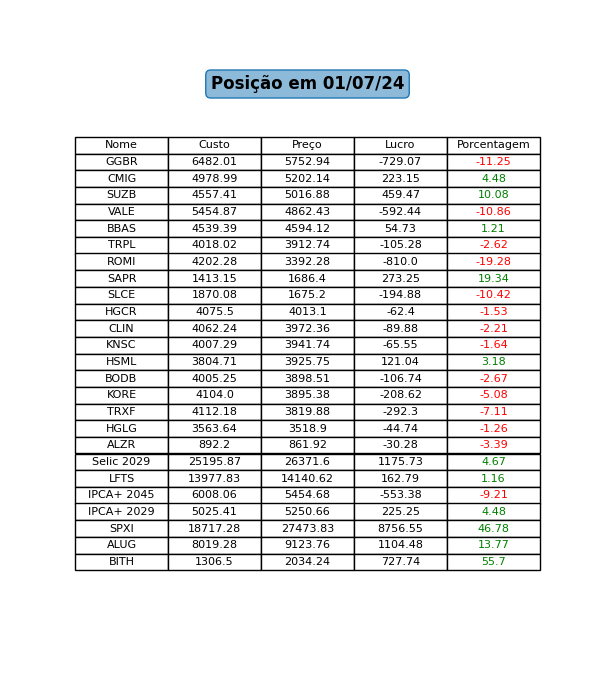 Posição em 01/07/24
Nome Custo Preço Lucro Porcentagem
GGBR 6482.01 5752.94 -729.07 -11.25
CMIG 4978.99 5202.14 223.15 4.48
SUZB 4557.41 5016.88 459.47 10.08
VALE 5454.87 4862.43 -592.44 -10.86
BBAS 4539.39 4594.12 54.73 1.21
TRPL 4018.02 3912.74 -105.28 -2.62
ROMI 4202.28 3392.28 -810.0 -19.28
SAPR 1413.15 1686.4 273.25 19.34
SLCE 1870.08 1675.2 -194.88 -10.42
HGCR 4075.5 4013.1 -62.4 -1.53
CLIN 4062.24 3972.36 -89.88 -2.21
KNSC 4007.29 3941.74 -65.55 -1.64
HSML 3804.71 3925.75 121.04 3.18
BODB 4005.25 3898.51 -106.74 -2.67
KORE 4104.0 3895.38 -208.62 -5.08
TRXF 4112.18 3819.88 -292.3 -7.11
HGLG 3563.64 3518.9 -44.74 -1.26
ALZR 892.2 861.92 -30.28 -3.39
Selic 2029 25195.87 26371.6 1175.73 4.67
LFTS 13977.83 14140.62 162.79 1.16
IPCA+ 2045 6008.06 5454.68 -553.38 -9.21
IPCA+ 2029 5025.41 5250.66 225.25 4.48
SPXI 18717.28 27473.83 8756.55 46.78
ALUG 8019.28 9123.76 1104.48 13.77
BITH 1306.5 2034.24 727.74 55.7